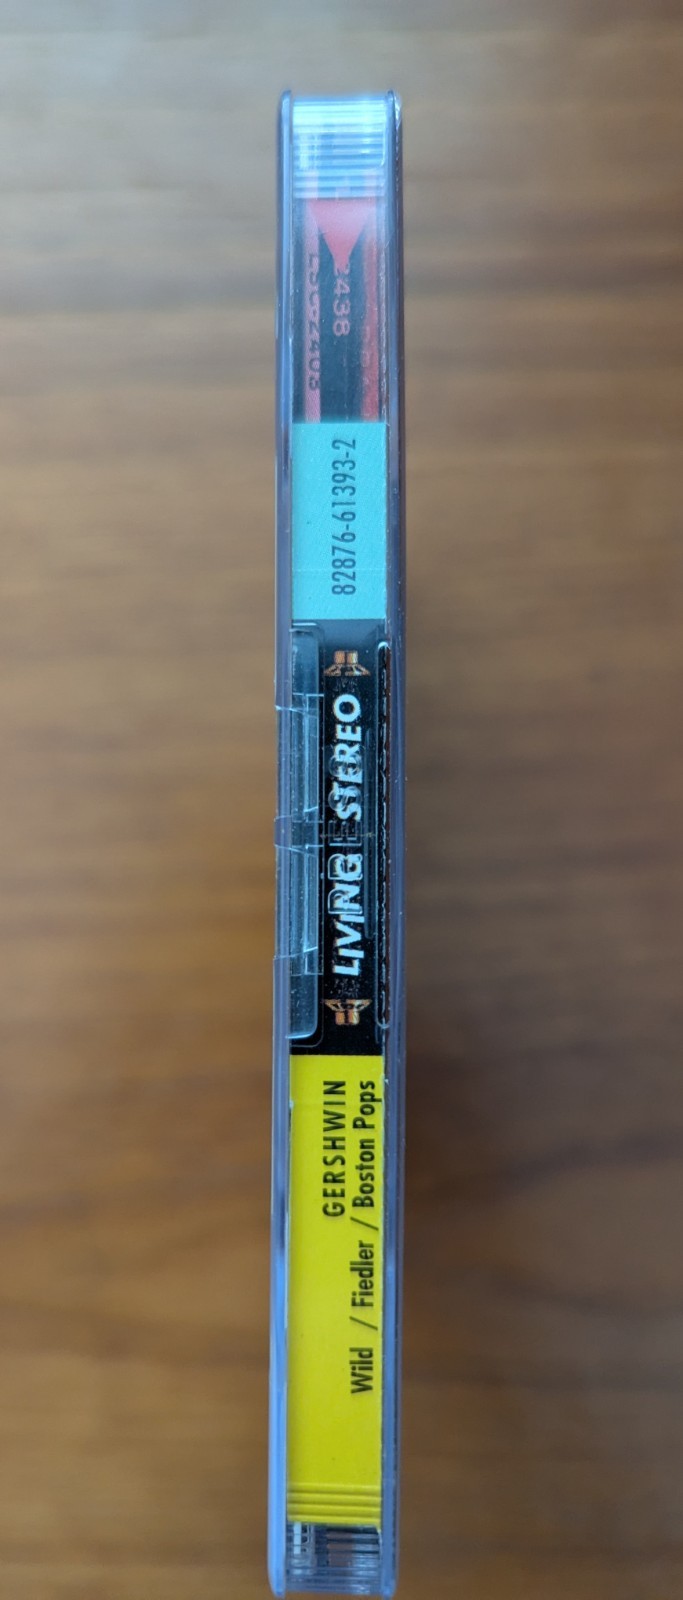 GERSHWIN
Wild / Fiedler / Boston Pops
LIVING STEREO
82876-61393-2
2438